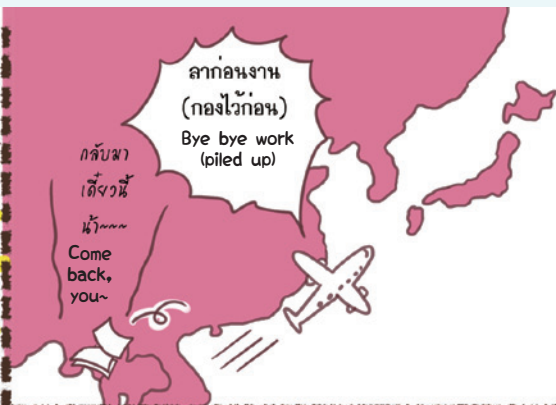 ลาก่อนงาน
(กองไว้ก่อน)
Bye bye work
(piled up)
กลับมา
เดี๋ยวนี้
น้า~~~
Come
back,
you~